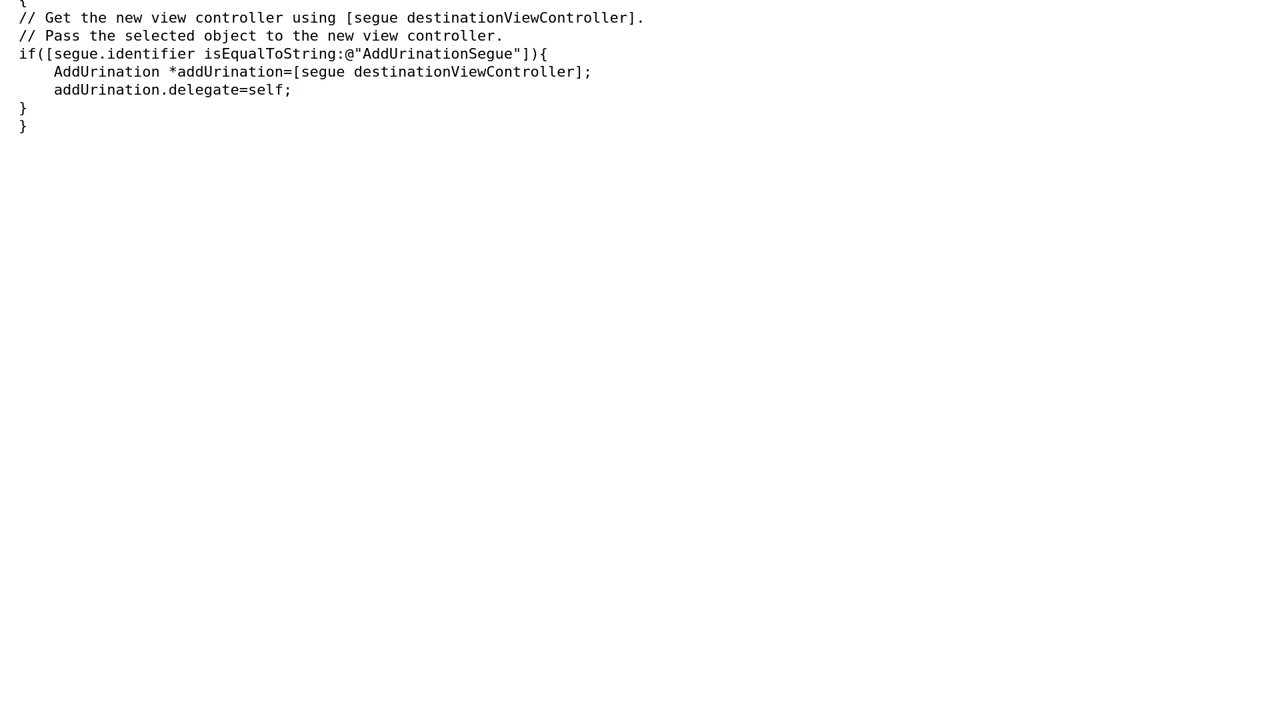 {
// Get the new view controller using [segue destinationViewController].
// Pass the selected object to the new view controller.
if([segue.identifier isEqualToString:@"AddUrinationSegue"]){
    AddUrination *addUrination=[segue destinationViewController];
    addUrination.delegate=self;
}
}